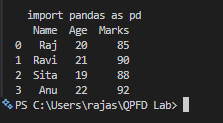 import pandas as pd
Name Age Marks
0 Raj 20 85
1 Ravi 21 90
2 Sita 19 88
3 Anu 22 92
PS C:\Users\rajas\QPFD Lab>